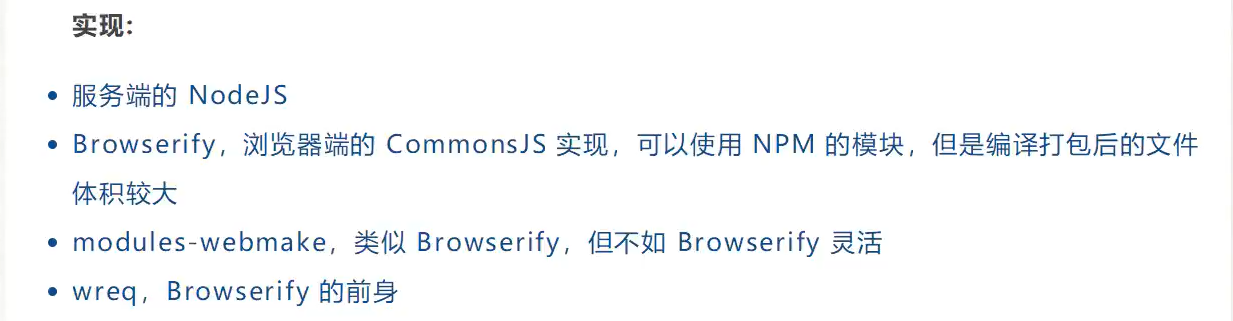 实现:
服务端的 NodeJS
Browserify，浏览器端的 CommonsJS 实现，可以使用 NPM 的模块，但是编译打包后的文件
体积较大
modules-webmake，类似 Browserify，但不如 Browserify 灵活
wreq，Browserify 的前身